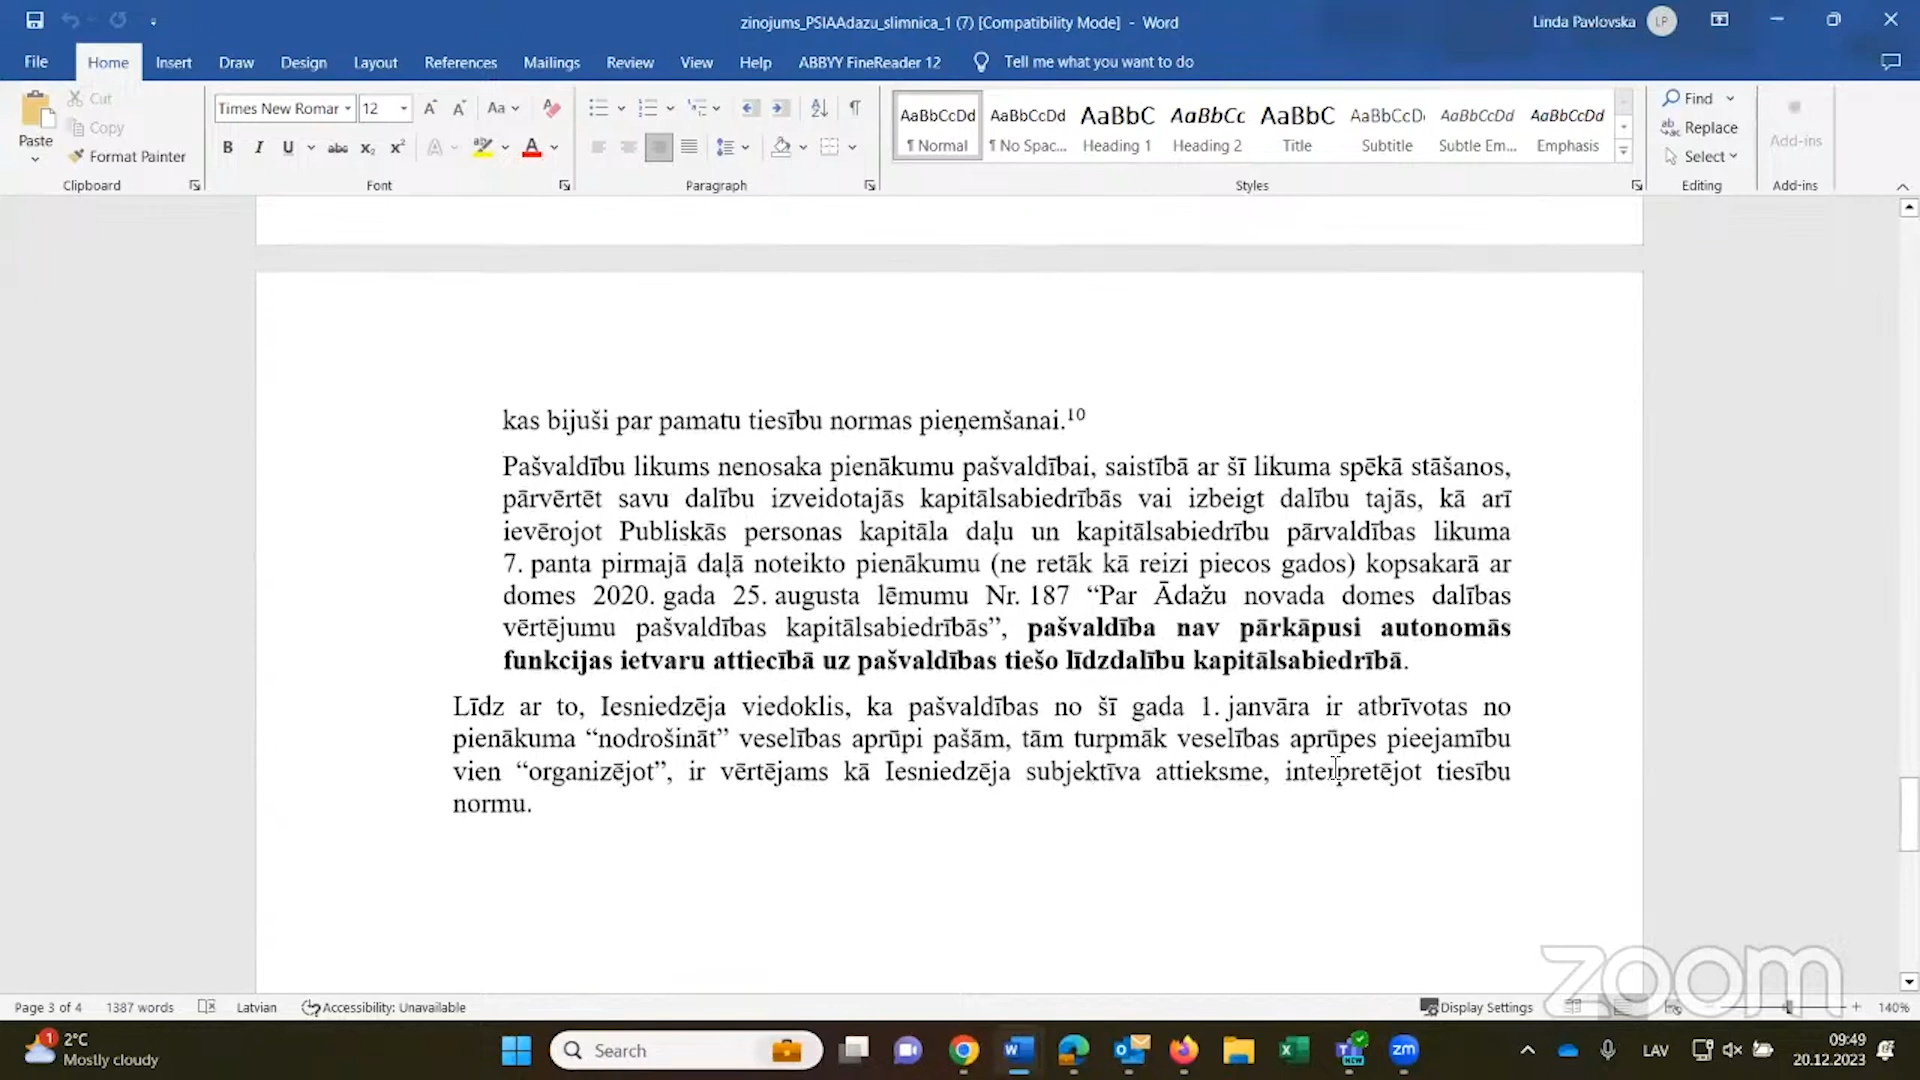 zinojums_PSIAAdazu_slimnica_1 (7) [Compatibility Mode] - Word
Linda Pavlovska LP
File Home Insert Draw Design Layout References Mailings Review View Help ABBYY FineReader 12 Tell me what you want to do
Paste
Cut
Copy
Format Painter
Clipboard
Times New Romar 12
Font
Paragraph
AaBbCcDd ¶ Normal
AaBbCcDd ¶ No Spac...
AaBbC Heading 1
AaBbCc Heading 2
AaBbC Title
AaBbCcD Subtitle
AaBbCcDd Subtle Em...
AaBbCcDd Emphasis
Styles
Find
Replace
Select
Editing
Add-ins
Add-ins
kas bijuši par pamatu tiesību normas pieņemšanai.¹⁰
Pašvaldību likums nenosaka pienākumu pašvaldībai, saistībā ar šī likuma spēkā stāšanos,
pārvērtēt savu dalību izveidotajās kapitālsabiedrībās vai izbeigt dalību tajās, kā arī
ievērojot Publiskās personas kapitāla daļu un kapitālsabiedrību pārvaldības likuma
7. panta pirmajā daļā noteikto pienākumu (ne retāk kā reizi piecos gados) kopsakarā ar
domes 2020. gada 25. augusta lēmumu Nr. 187 “Par Ādažu novada domes dalības
vērtējumu pašvaldības kapitālsabiedrībās”, pašvaldība nav pārkāpusi autonomās
funkcijas ietvaru attiecībā uz pašvaldības tiešo līdzdalību kapitālsabiedrībā.
Līdz ar to, Iesniedzēja viedoklis, ka pašvaldības no šī gada 1. janvāra ir atbrīvotas no
pienākuma “nodrošināt” veselības aprūpi pašām, tām turpmāk veselības aprūpes pieejamību
vien “organizējot”, ir vērtējams kā Iesniedzēja subjektīva attieksme, interpretējot tiesību
normu.
zoom
Page 3 of 4 1387 words Latvian Accessibility: Unavailable Display Settings 140%
1
2°C
Mostly cloudy
Search
NEW
zm
LAV
09:49
20.12.2023